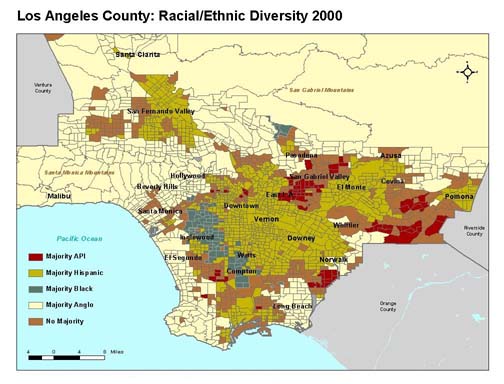 Los Angeles County: Racial/Ethnic Diversity 2000
Santa Clarita
Ventura
County
San Gabriel Mountains
San Fernando Valley
Pasadena
Azusa
Santa Monica Mountains
Hollywood
San Gabriel Valley
Covina
Beverly Hills
El Monte
Pomona
Malibu
Downtown
Santa Monica
Vernon
Whittier
Riverside
County
Pacific Ocean
Inglewood
Downey
Watts
El Segundo
Norwalk
Compton
Majority API
Majority Hispanic
Majority Black
Majority Anglo
No Majority
Long Beach
Orange
County
4 0 4 8 Miles